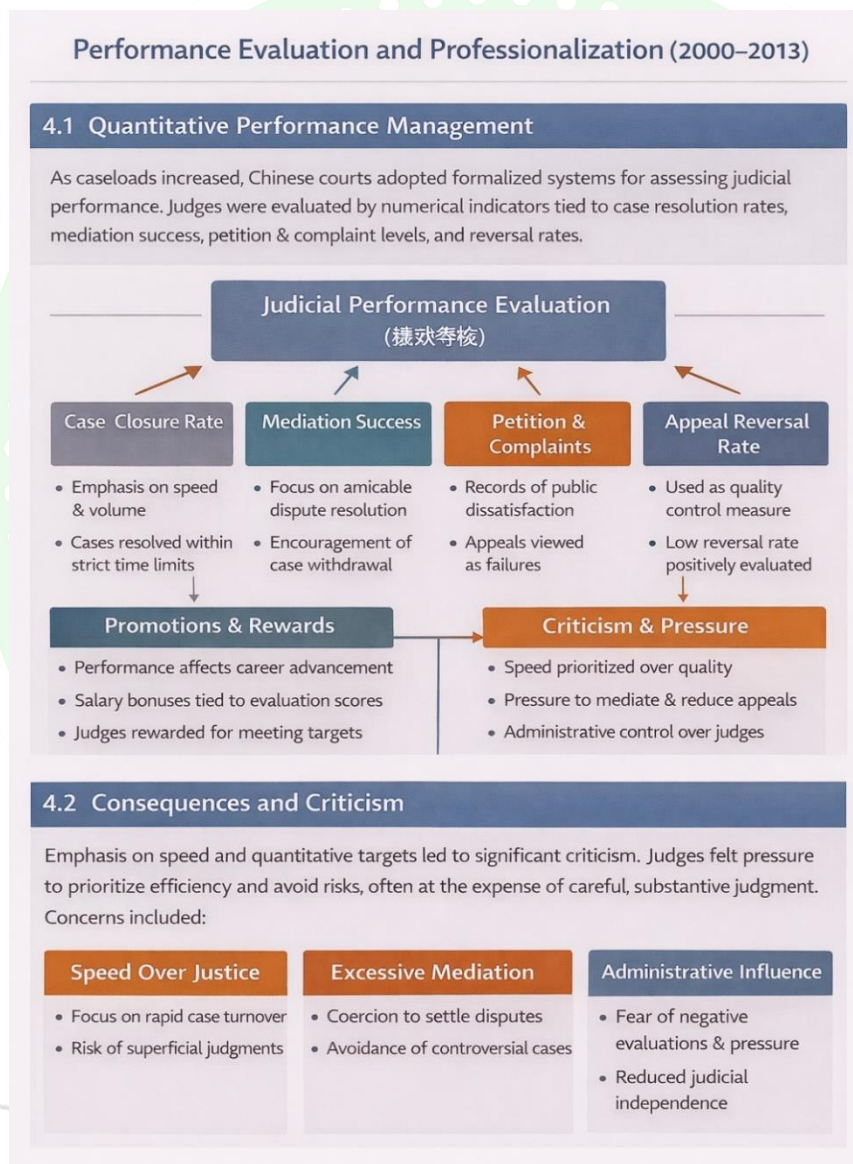 Performance Evaluation and Professionalization (2000–2013)
4.1 Quantitative Performance Management
As caseloads increased, Chinese courts adopted formalized systems for assessing judicial
performance. Judges were evaluated by numerical indicators tied to case resolution rates,
mediation success, petition & complaint levels, and reversal rates.
Judicial Performance Evaluation
Case Closure Rate
• Emphasis on speed
& volume
• Cases resolved within
strict time limits
Mediation Success
• Focus on amicable
dispute resolution
• Encouragement of
case withdrawal
Petition &
Complaints
• Records of public
dissatisfaction
• Appeals viewed
as failures
Appeal Reversal
Rate
• Used as quality
control measure
• Low reversal rate
positively evaluated
Promotions & Rewards
• Performance affects career advancement
• Salary bonuses tied to evaluation scores
• Judges rewarded for meeting targets
Criticism & Pressure
• Speed prioritized over quality
• Pressure to mediate & reduce appeals
• Administrative control over judges
4.2 Consequences and Criticism
Emphasis on speed and quantitative targets led to significant criticism. Judges felt pressure
to prioritize efficiency and avoid risks, often at the expense of careful, substantive judgment.
Concerns included:
Speed Over Justice
• Focus on rapid case turnover
• Risk of superficial judgments
Excessive Mediation
• Coercion to settle disputes
• Avoidance of controversial cases
Administrative Influence
• Fear of negative
evaluations & pressure
• Reduced judicial
independence